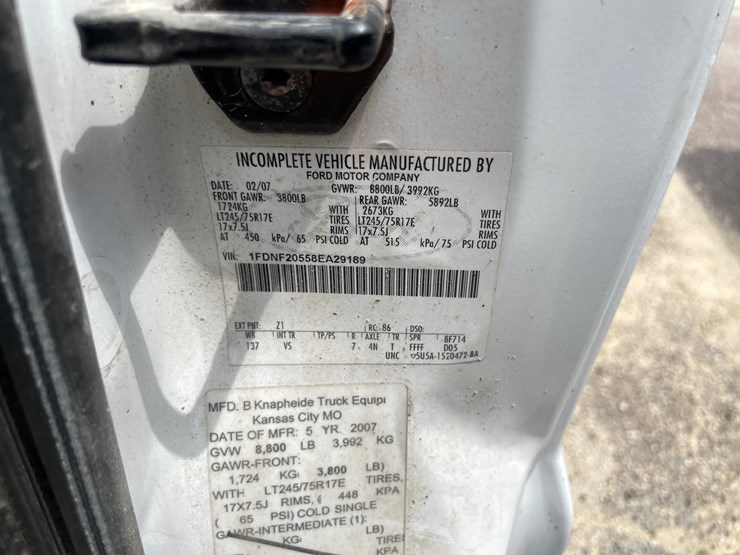 INCOMPLETE VEHICLE MANUFACTURED BY
FORD MOTOR COMPANY
DATE: 02/07 GVWR: 8800LB/ 3992KG
FRONT GAWR: 3800LB REAR GAWR: 5892LB
1724KG WITH 2673KG WITH
LT245/75R17E TIRES LT245/75R17E TIRES
17x7.5J RIMS 17x7.5J RIMS
AT 450 kPa/ 65 PSI COLD AT 515 kPa/ 75 PSI COLD
VIN: 1FDNF20558EA29189
EXT PNT: Z1 RC: 86 DSO:
WB INT TR TP/PS R AXLE TR SPR 8F714
137 VS 7 4N T FFFF D05
UNC 5U5A-1520472-BA
MFD. B Knapheide Truck Equipi
Kansas City MO
DATE OF MFR: 5 YR. 2007
GVW 8,800 LB 3,992 KG
GAWR-FRONT:
1,724 KG 3,800 LB)
WITH LT245/75R17E TIRES,
17X7.5J RIMS, ( 448 KPA
( 65 PSI) COLD SINGLE
GAWR-INTERMEDIATE (1):
KG LB)
TIRES
KPA